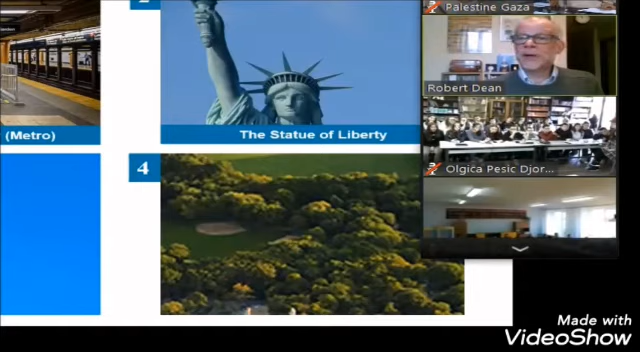 Palestine Gaza
Robert Dean
(Metro)
The Statue of Liberty
4
Olgica Pesic Djor...
Made with
VideoShow